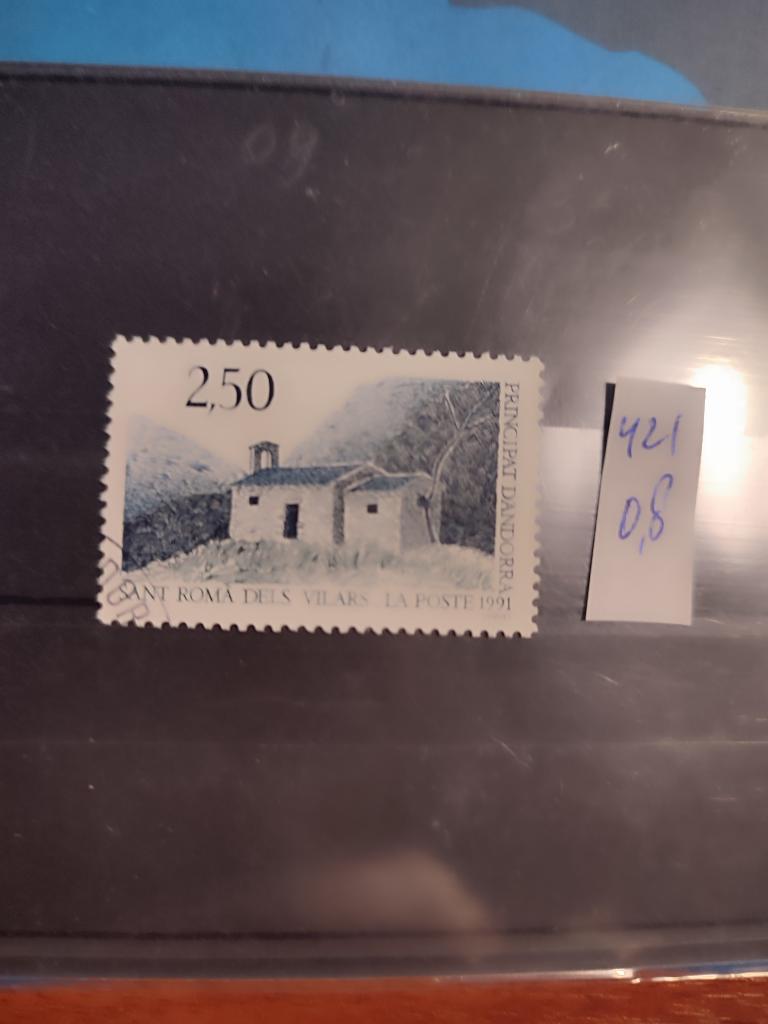 2,50
PRINCIPAT D'ANDORRA
SANT ROMÀ DELS VILARS LA POSTE 1991
421
0,8